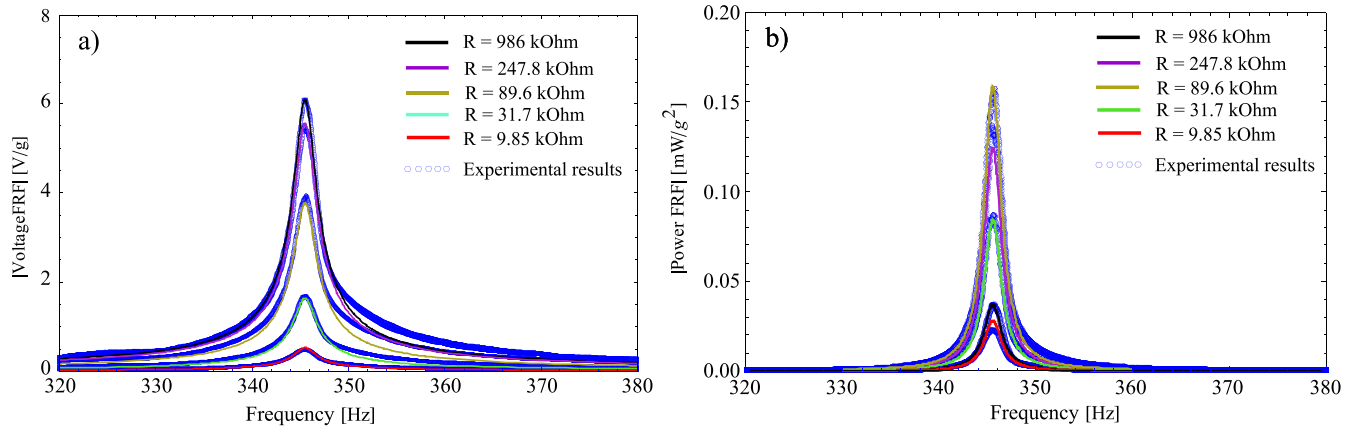 a)
8
6
4
2
0
320
330
340
350
360
370
380
Frequency [Hz]
|VoltageFRF| [V/g]
R = 986 kOhm
R = 247.8 kOhm
R = 89.6 kOhm
R = 31.7 kOhm
R = 9.85 kOhm
Experimental results
b)
0.20
0.15
0.10
0.05
0.00
320
330
340
350
360
370
380
Frequency [Hz]
|Power FRF| [mW/g²]
R = 986 kOhm
R = 247.8 kOhm
R = 89.6 kOhm
R = 31.7 kOhm
R = 9.85 kOhm
Experimental results